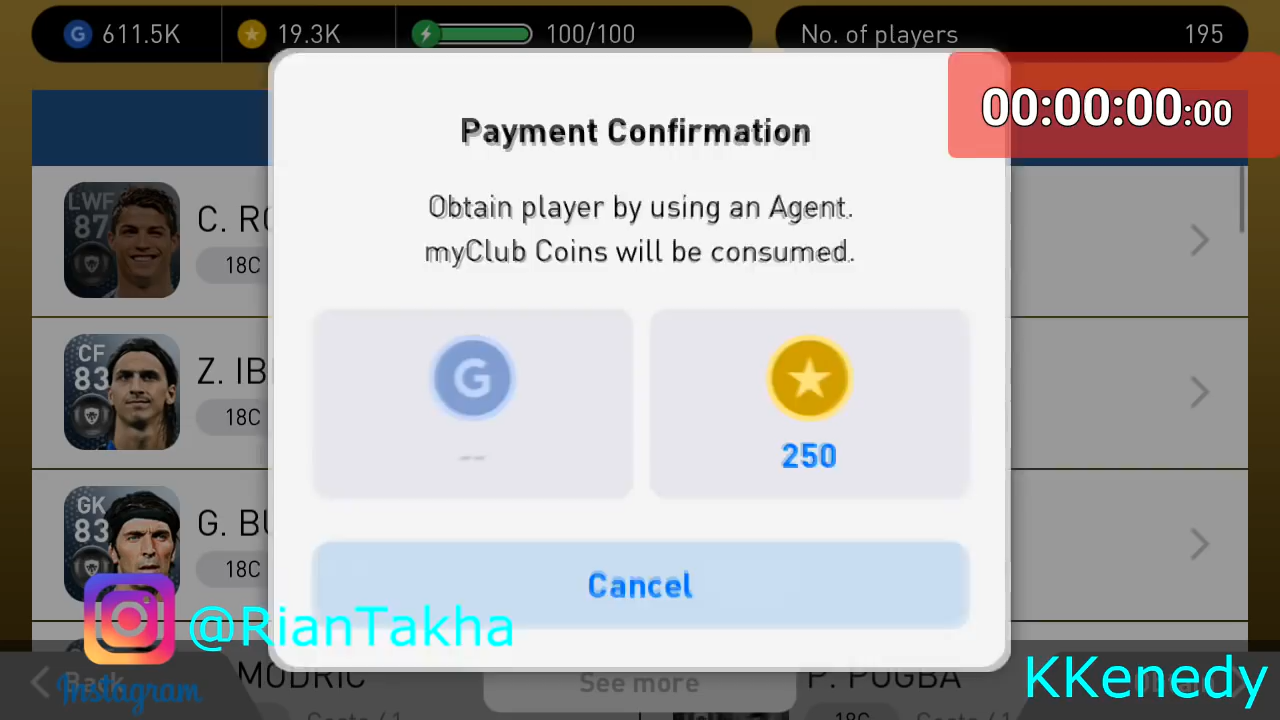 611.5K
19.3K
100/100
No. of players
195
00:00:00:00
Payment Confirmation
Obtain player by using an Agent.
myClub Coins will be consumed.
LWF
87
C. RO
18C
CF
83
Z. IB
18C
GK
83
G. BU
18C
G
--
250
Cancel
@RianTakha
Instagram
Back
MODRIC
See more
P. POGBA
KKenedy